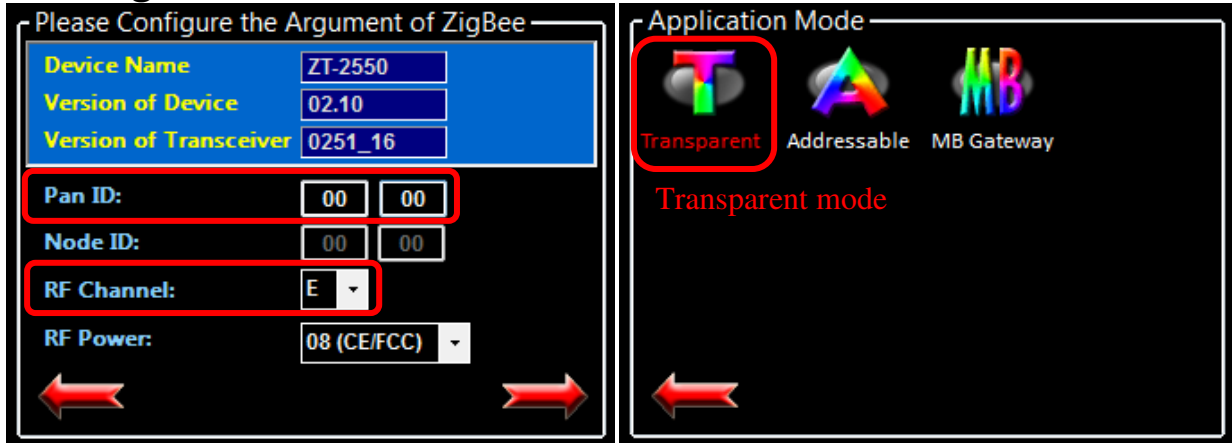 Please Configure the Argument of ZigBee
Device Name ZT-2550
Version of Device 02.10
Version of Transceiver 0251_16
Pan ID: 00 00
Node ID: 00 00
RF Channel: E
RF Power: 08 (CE/FCC)
Application Mode
Transparent Addressable MB Gateway
Transparent mode